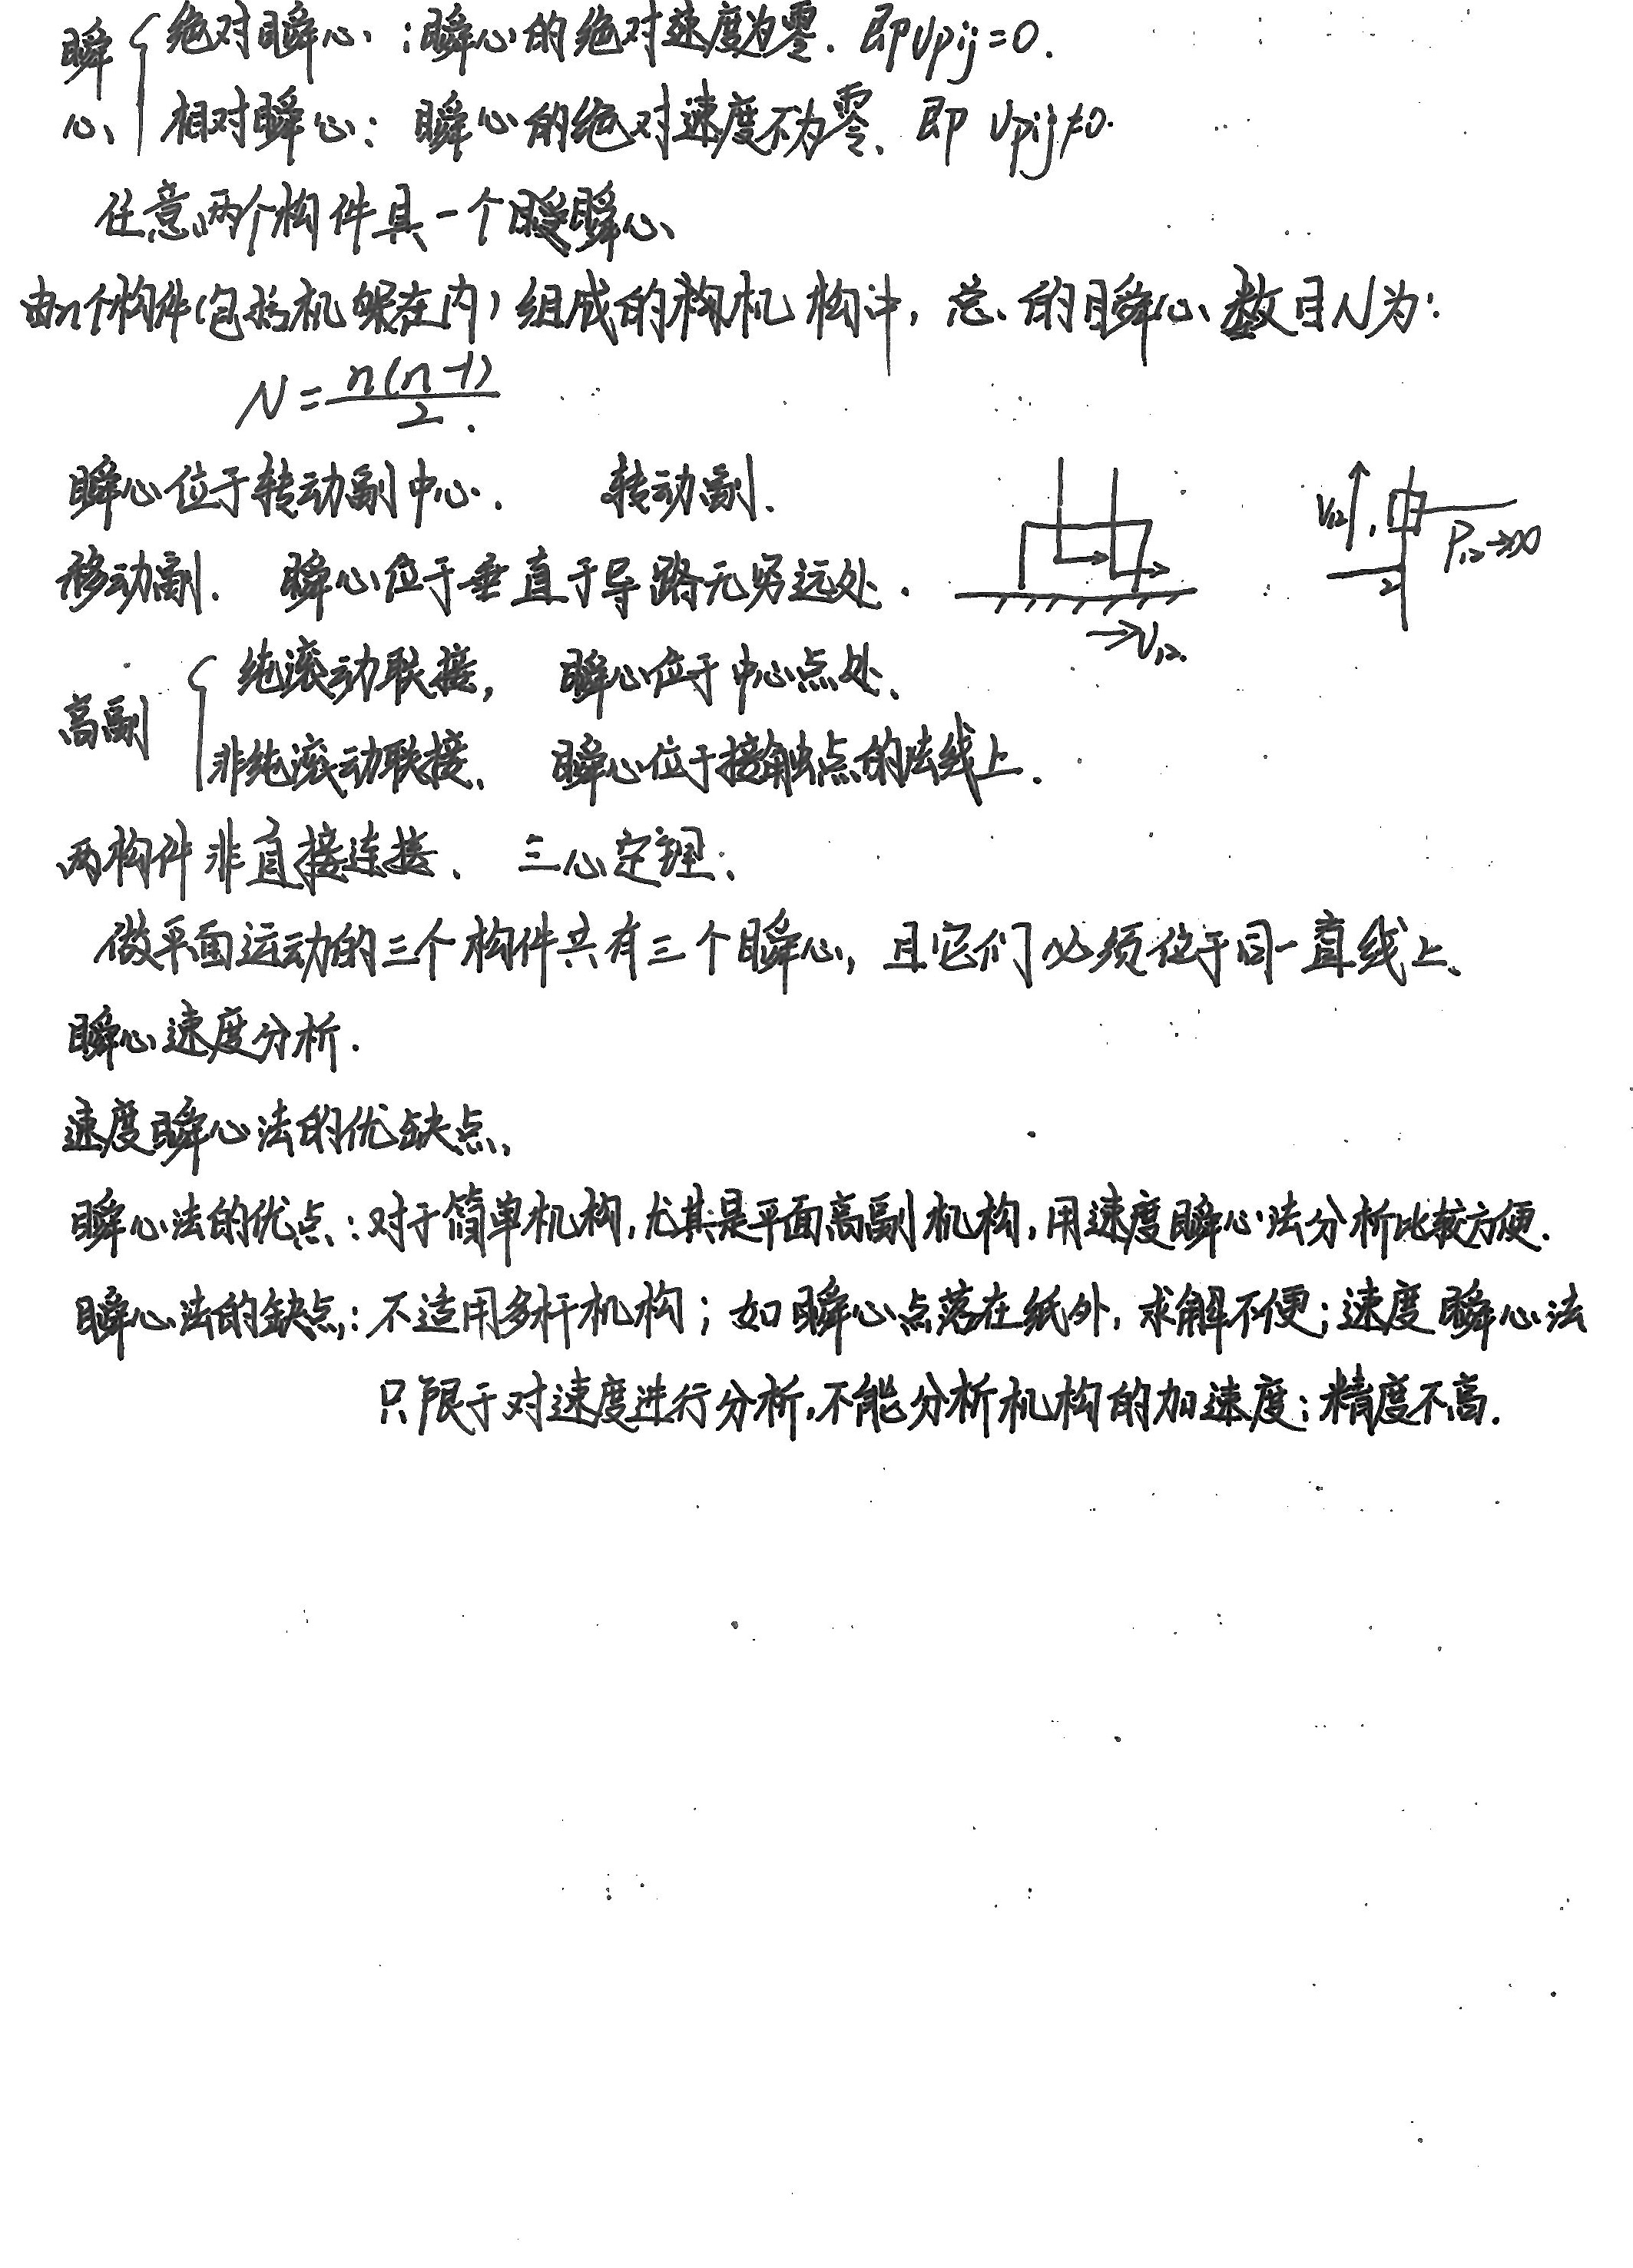 瞬心 { 绝对瞬心：瞬心的绝对速度为零. 即Vpij=0.
相对瞬心：瞬心的绝对速度不为零、即 Vpij≠0.
任意两个构件具一个瞬心、
由n个构件(包括机架在内)组成的机构中，总的瞬心数目N为：
N=n(n-1)/2.
瞬心位于转动副中心. 转动副.
移动副. 瞬心位于垂直于导路无穷远处.
V12 1 2 P12→∞
→V12.
高副 { 纯滚动联接， 瞬心位于中心点处、
非纯滚动联接、 瞬心位于接触点的法线上.
两构件非直接连接、 三心定理：
做平面运动的三个构件共有三个瞬心，且它们必须位于同一直线上、
瞬心速度分析.
速度瞬心法的优缺点、
瞬心法的优点：对于简单机构，尤其是平面高副机构，用速度瞬心法分析比较方便.
瞬心法的缺点：不适用多杆机构；如瞬心点落在纸外，求解不便；速度瞬心法
只限于对速度进行分析，不能分析机构的加速度；精度不高.